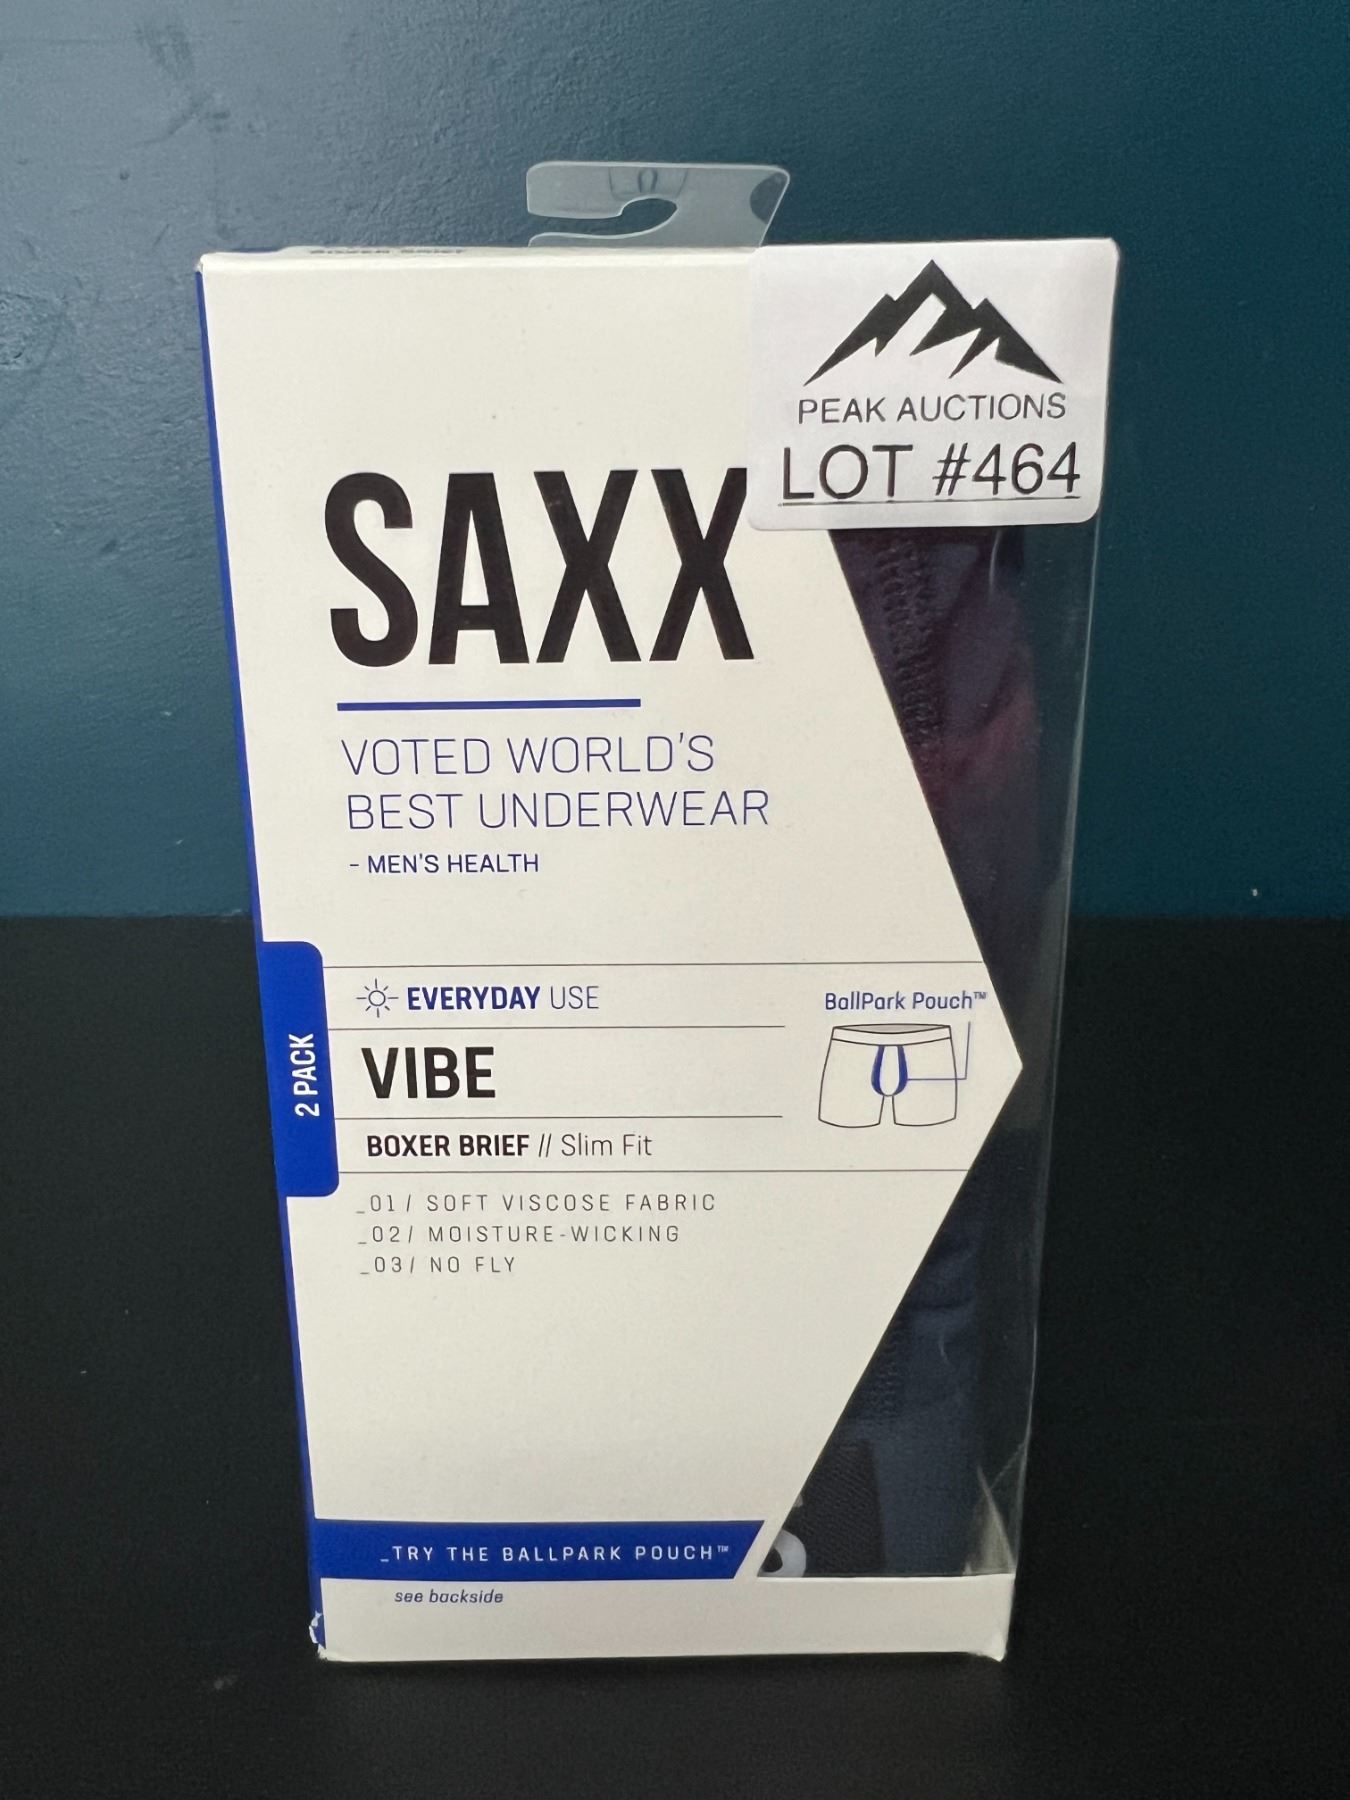 BOXER BRIEF
PEAK AUCTIONS
LOT #464
SAXX
VOTED WORLD'S
BEST UNDERWEAR
- MEN'S HEALTH
EVERYDAY USE
BallPark Pouch™
2 PACK
VIBE
BOXER BRIEF // Slim Fit
_01/ SOFT VISCOSE FABRIC
_02/ MOISTURE-WICKING
_03/ NO FLY
_TRY THE BALLPARK POUCH™
see backside